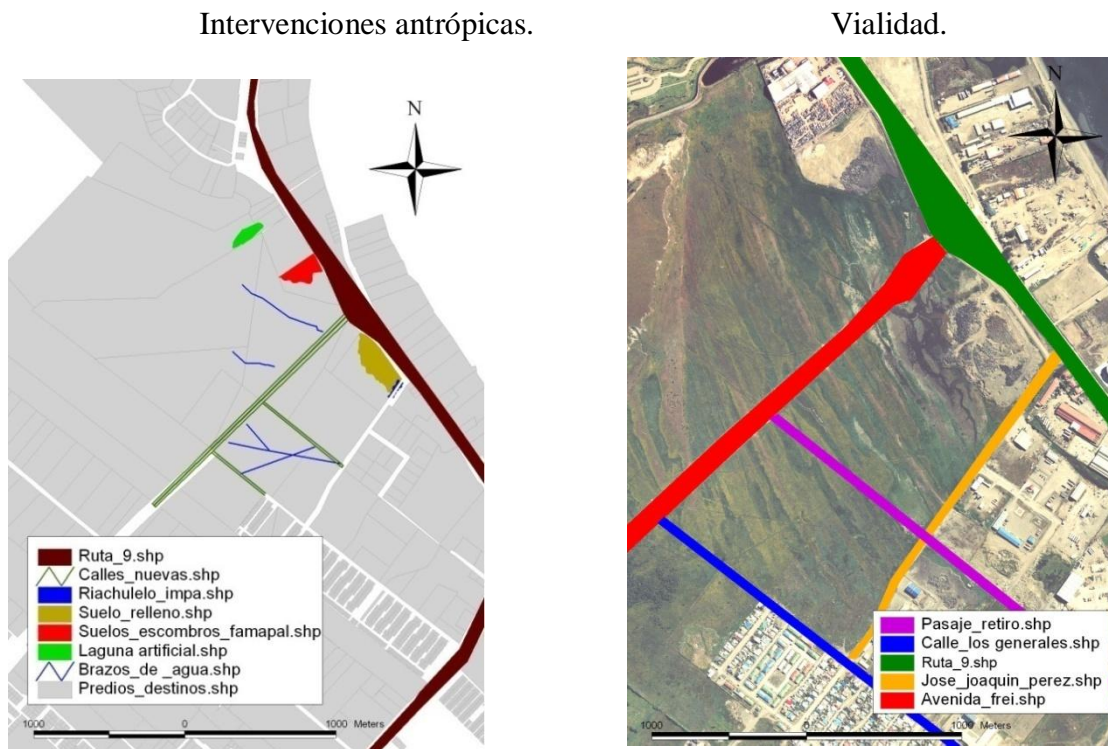 Intervenciones antrópicas.
Vialidad.
N
Ruta_9.shp
Calles_nuevas.shp
Riachulelo_impa.shp
Suelo_relleno.shp
Suelos_escombros_famapal.shp
Laguna artificial.shp
Brazos_de _agua.shp
Predios_destinos.shp
1000 0 1000 Meters
N
Pasaje_retiro.shp
Calle_los generales.shp
Ruta_9.shp
Jose_joaquin_perez.shp
Avenida_frei.shp
1000 0 1000 Meters